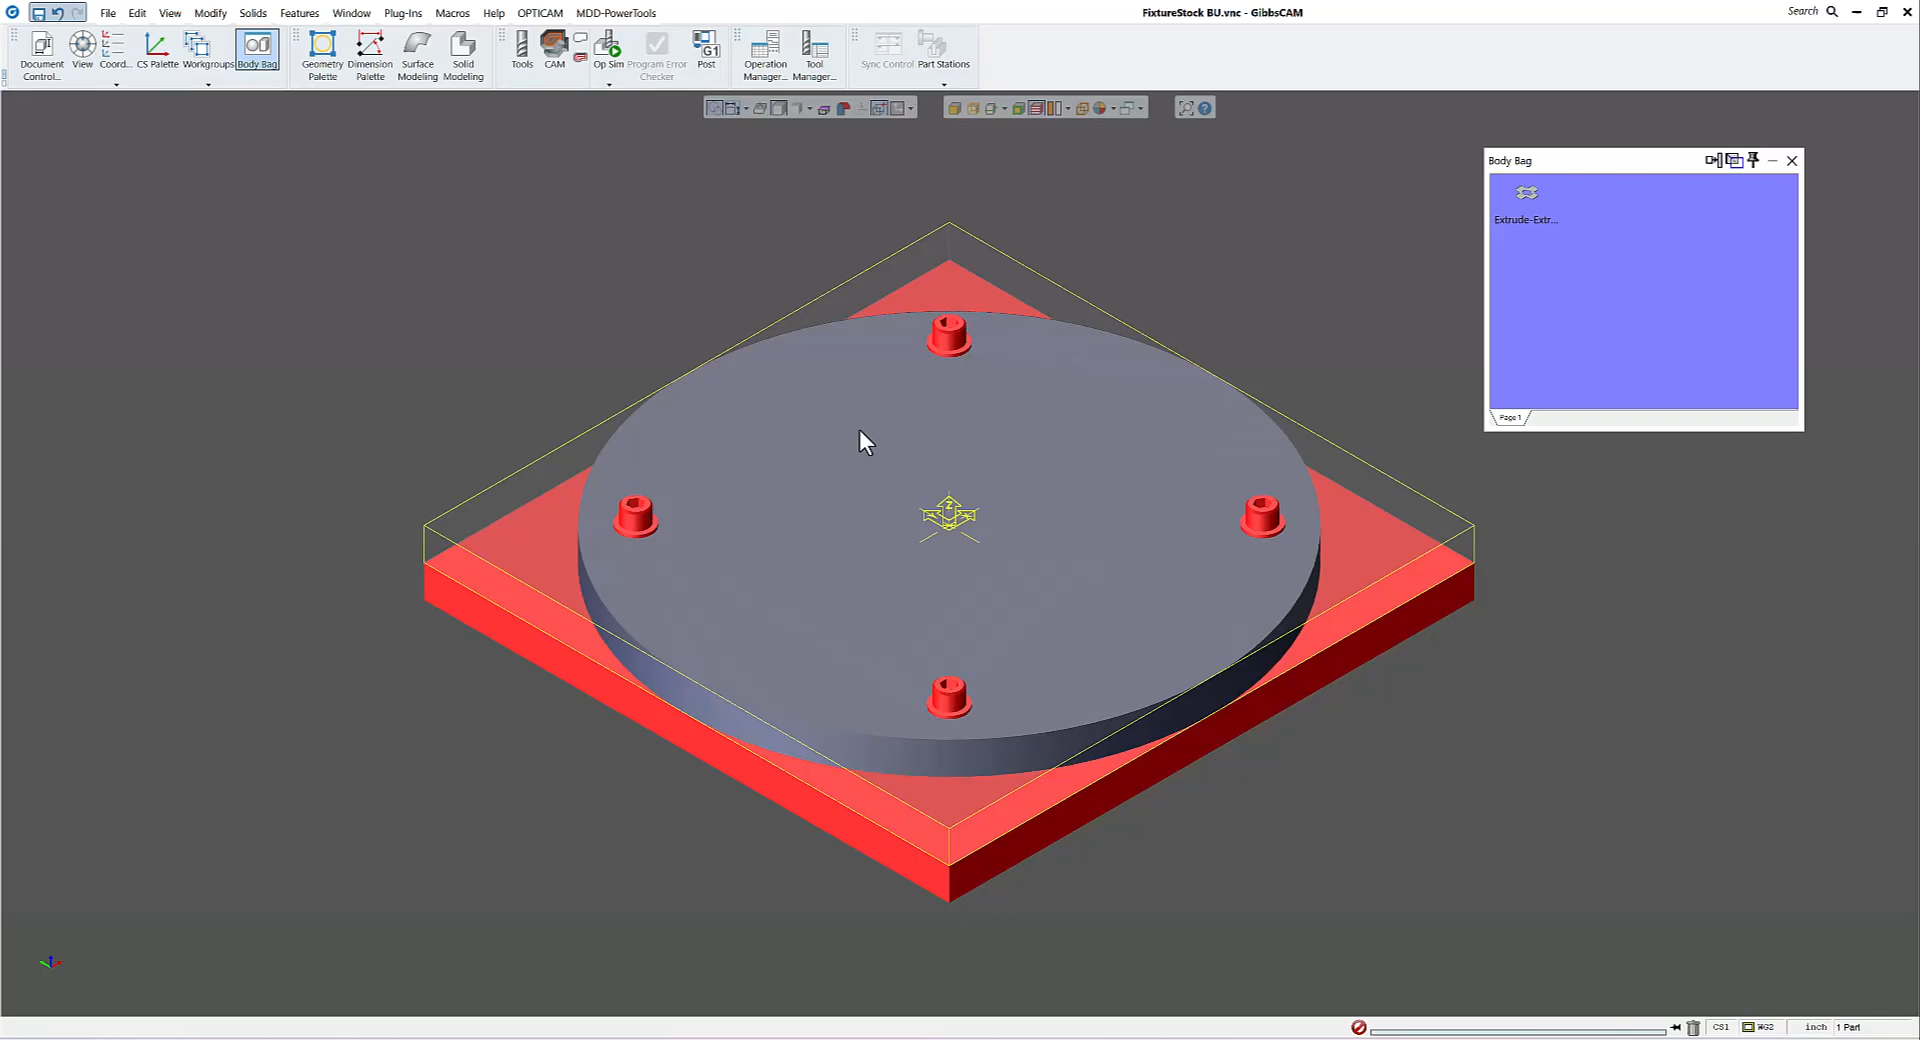 File Edit View Modify Solids Features Window Plug-Ins Macros Help OPTICAM MDD-PowerTools
FixtureStock BU.vnc - GibbsCAM
Search
Document Control...
View
Coord...
CS Palette
Workgroups
Body Bag
Geometry Palette
Dimension Palette
Surface Modeling
Solid Modeling
Tools
CAM
Op Sim
Program Error Checker
G1
Post
Operation Manager...
Tool Manager...
Sync Control
Part Stations
Body Bag
Extrude-Extr...
Page 1
Z
CS1
WG2
inch
1 Part